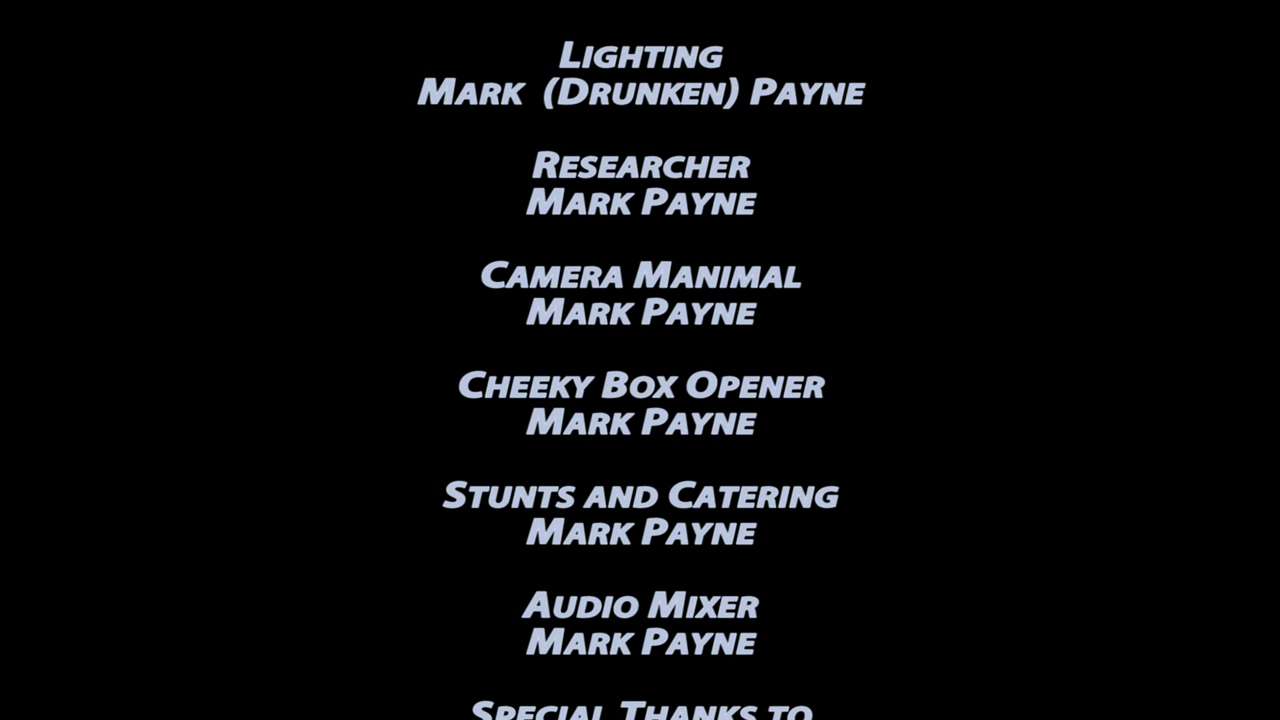 Lighting
Mark (Drunken) Payne
Researcher
Mark Payne
Camera Manimal
Mark Payne
Cheeky Box Opener
Mark Payne
Stunts and Catering
Mark Payne
Audio Mixer
Mark Payne
Special Thanks to